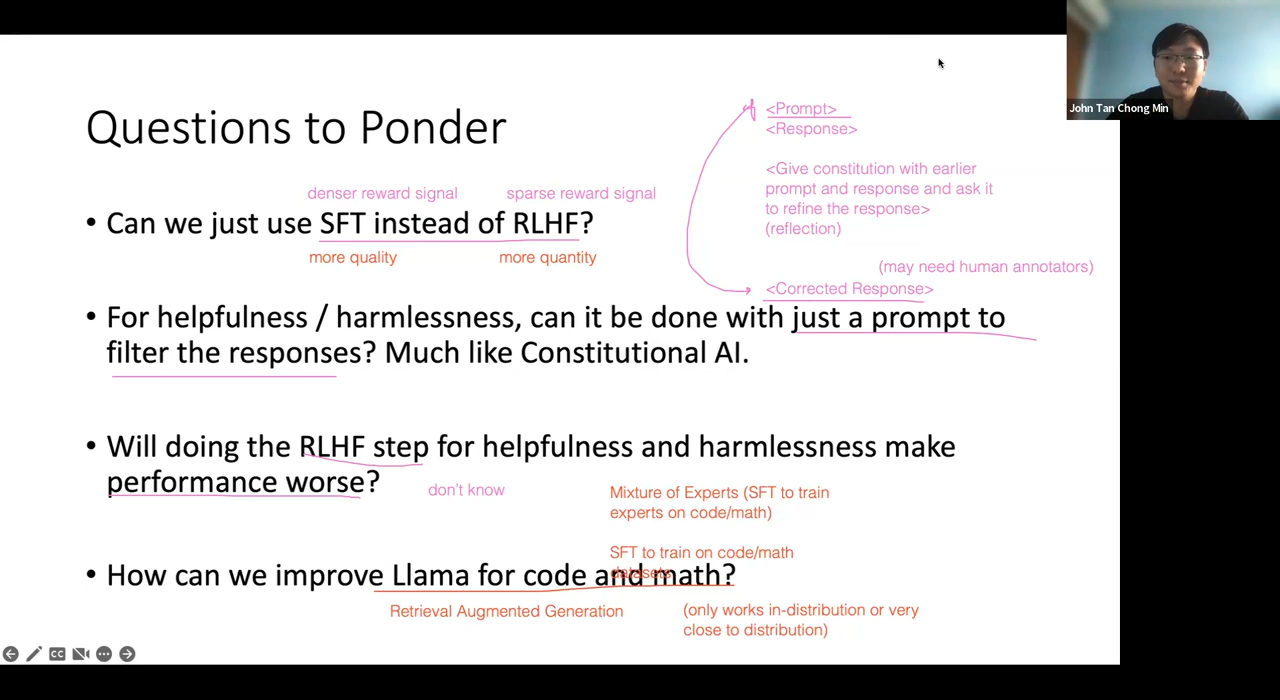 John Tan Chong Min
Questions to Ponder
<Prompt>
<Response>
<Give constitution with earlier
prompt and response and ask it
to refine the response>
(reflection)
(may need human annotators)
<Corrected Response>
denser reward signal
sparse reward signal
• Can we just use SFT instead of RLHF?
more quality
more quantity
• For helpfulness / harmlessness, can it be done with just a prompt to
filter the responses? Much like Constitutional AI.
• Will doing the RLHF step for helpfulness and harmlessness make
performance worse?
don't know
Mixture of Experts (SFT to train
experts on code/math)
SFT to train on code/math
datasets
• How can we improve Llama for code and math?
Retrieval Augmented Generation
(only works in-distribution or very
close to distribution)
CC